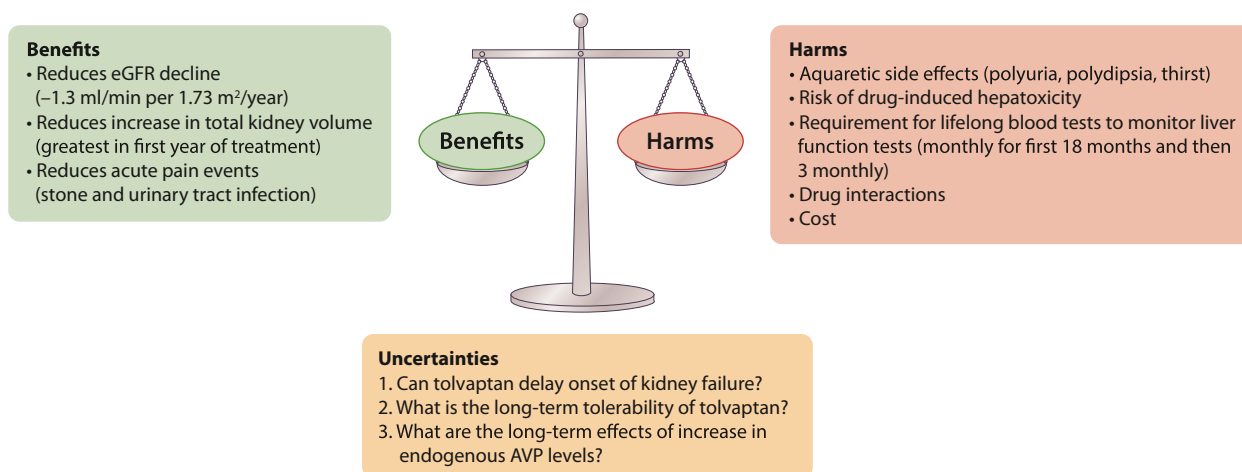 Benefits
• Reduces eGFR decline
(–1.3 ml/min per 1.73 m²/year)
• Reduces increase in total kidney volume
(greatest in first year of treatment)
• Reduces acute pain events
(stone and urinary tract infection)
Benefits
Harms
Harms
• Aquaretic side effects (polyuria, polydipsia, thirst)
• Risk of drug-induced hepatoxicity
• Requirement for lifelong blood tests to monitor liver
function tests (monthly for first 18 months and then
3 monthly)
• Drug interactions
• Cost
Uncertainties
1. Can tolvaptan delay onset of kidney failure?
2. What is the long-term tolerability of tolvaptan?
3. What are the long-term effects of increase in
endogenous AVP levels?